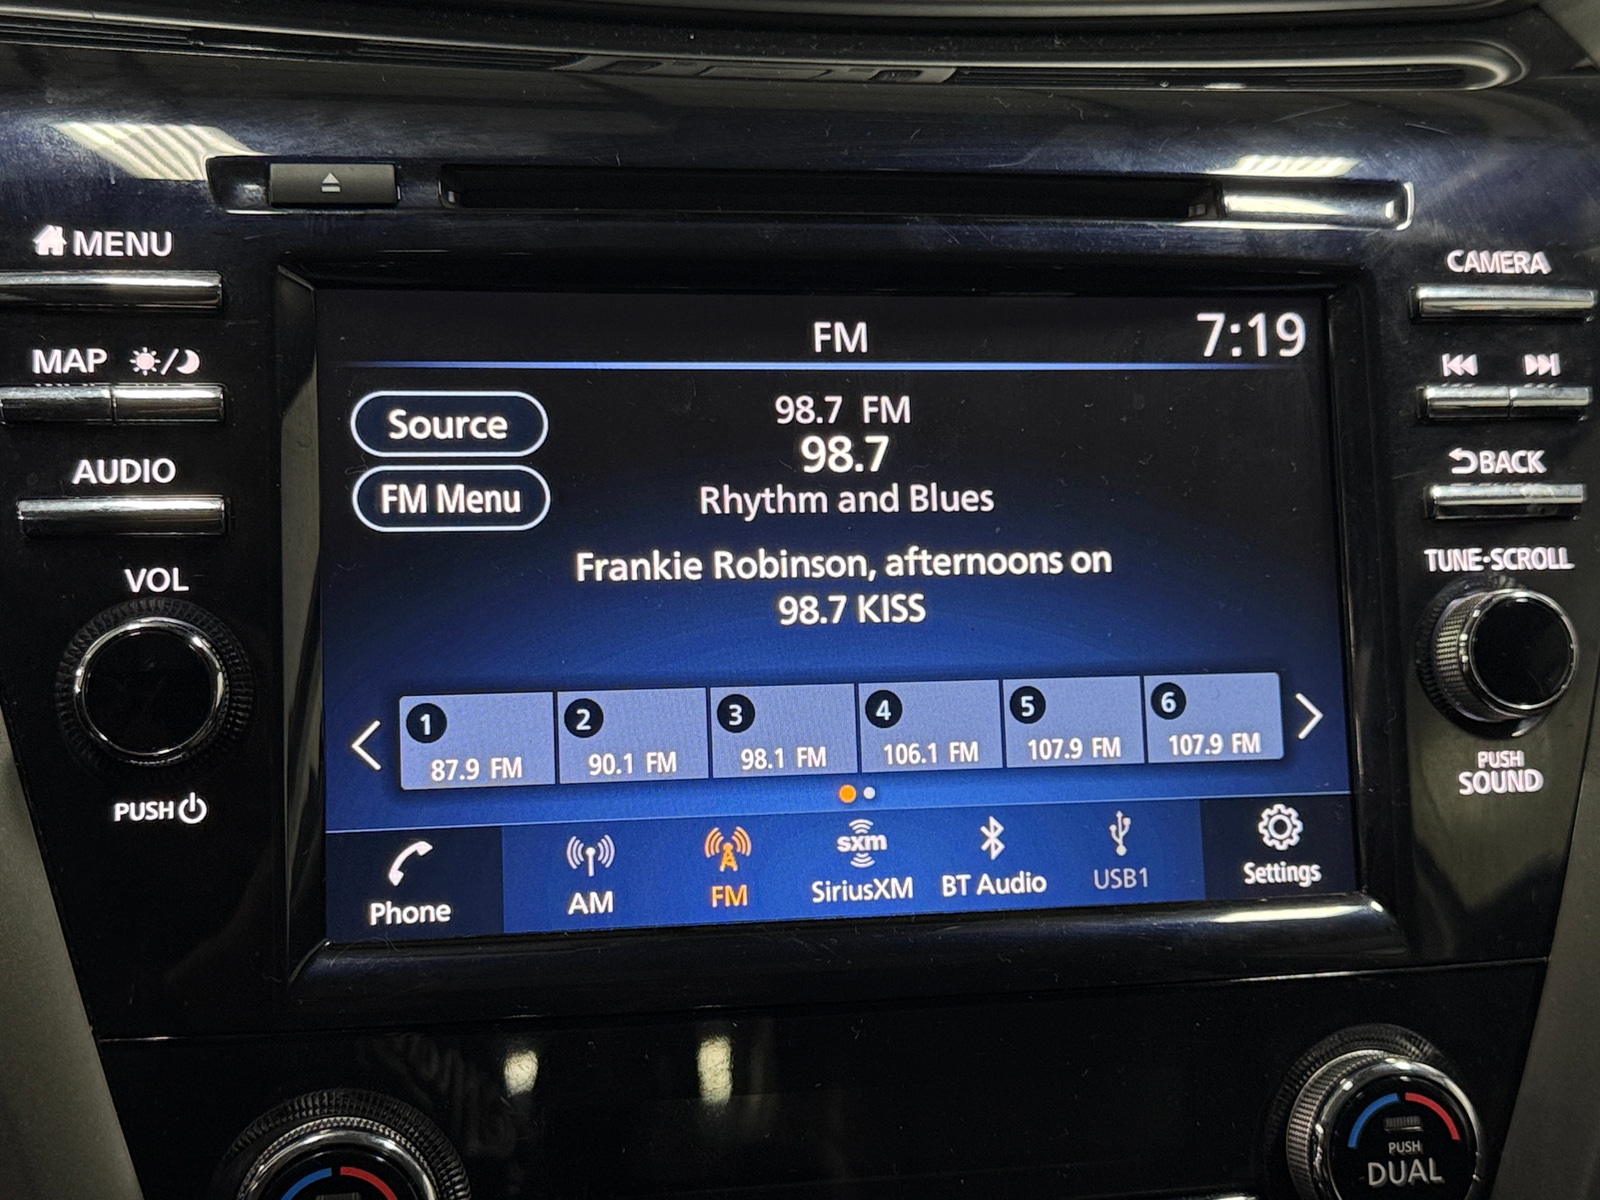 MENU
CAMERA
FM
7:19
MAP
Source
98.7 FM
98.7
FM Menu
Rhythm and Blues
AUDIO
BACK
Frankie Robinson, afternoons on
98.7 KISS
VOL
TUNE•SCROLL
1 2 3 4 5 6
87.9 FM 90.1 FM 98.1 FM 106.1 FM 107.9 FM 107.9 FM
PUSH
PUSH
SOUND
sxm
Phone AM FM SiriusXM BT Audio USB1 Settings
PUSH
DUAL